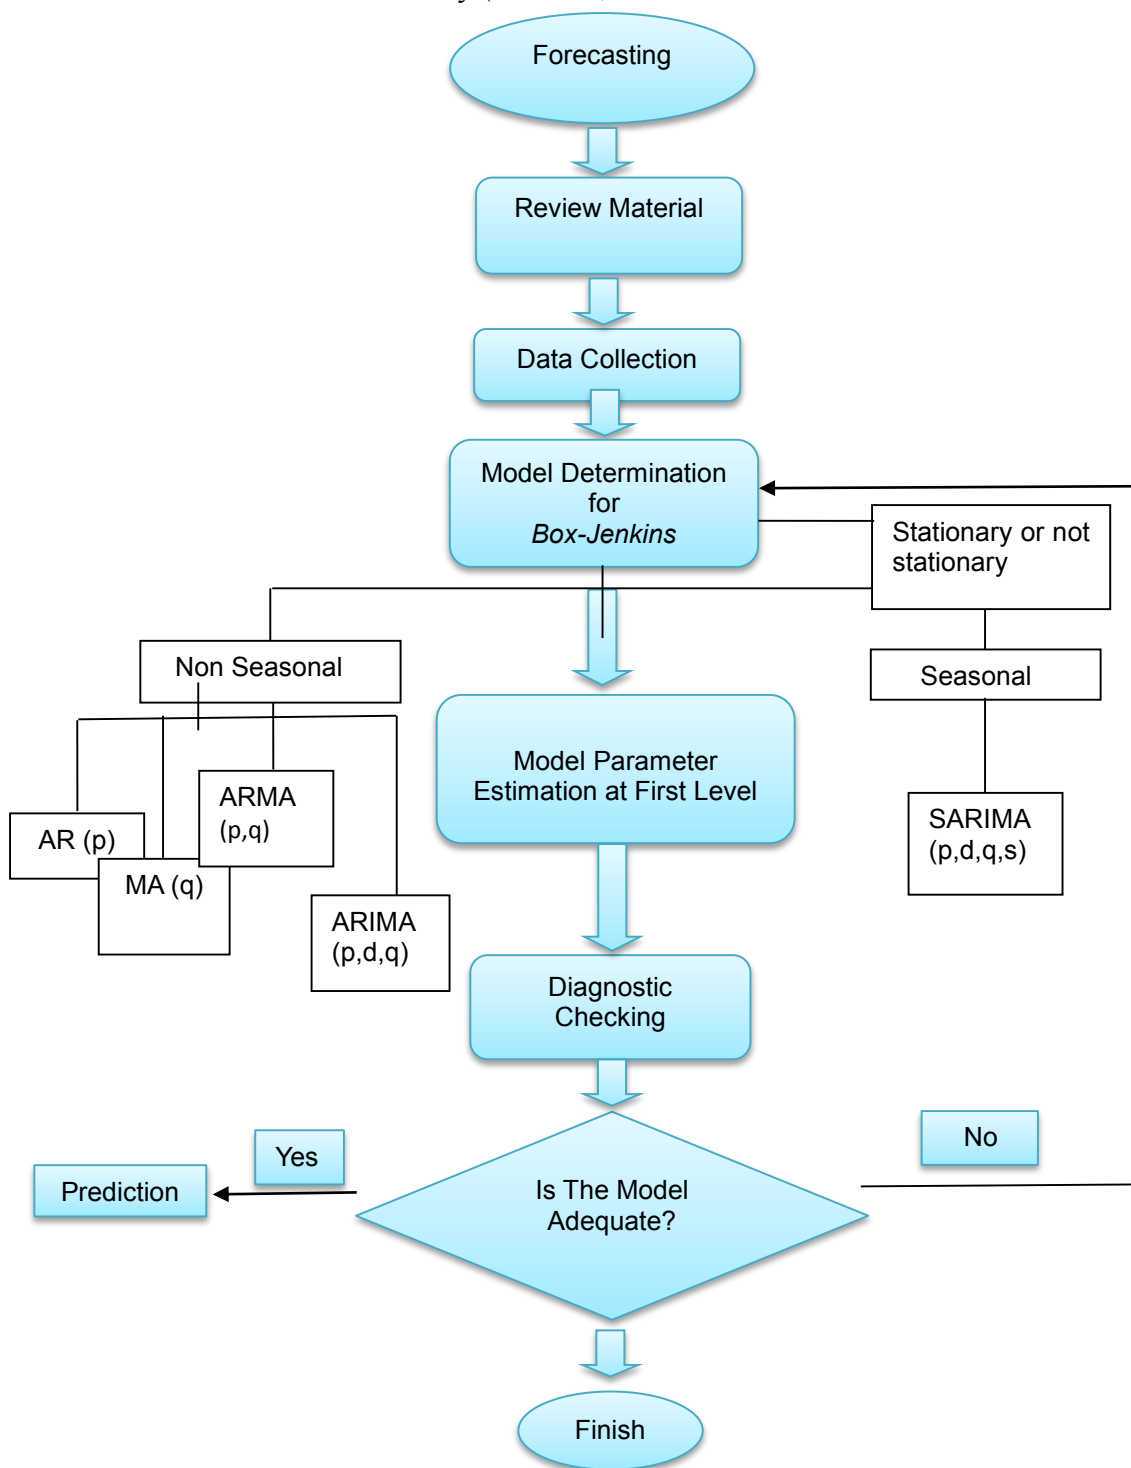 Forecasting
Review Material
Data Collection
Model Determination
for
Box-Jenkins
Stationary or not
stationary
Non Seasonal
Seasonal
Model Parameter
Estimation at First Level
ARMA
(p,q)
AR (p)
MA (q)
ARIMA
(p,d,q)
SARIMA
(p,d,q,s)
Diagnostic
Checking
No
Yes
Prediction
Is The Model
Adequate?
Finish